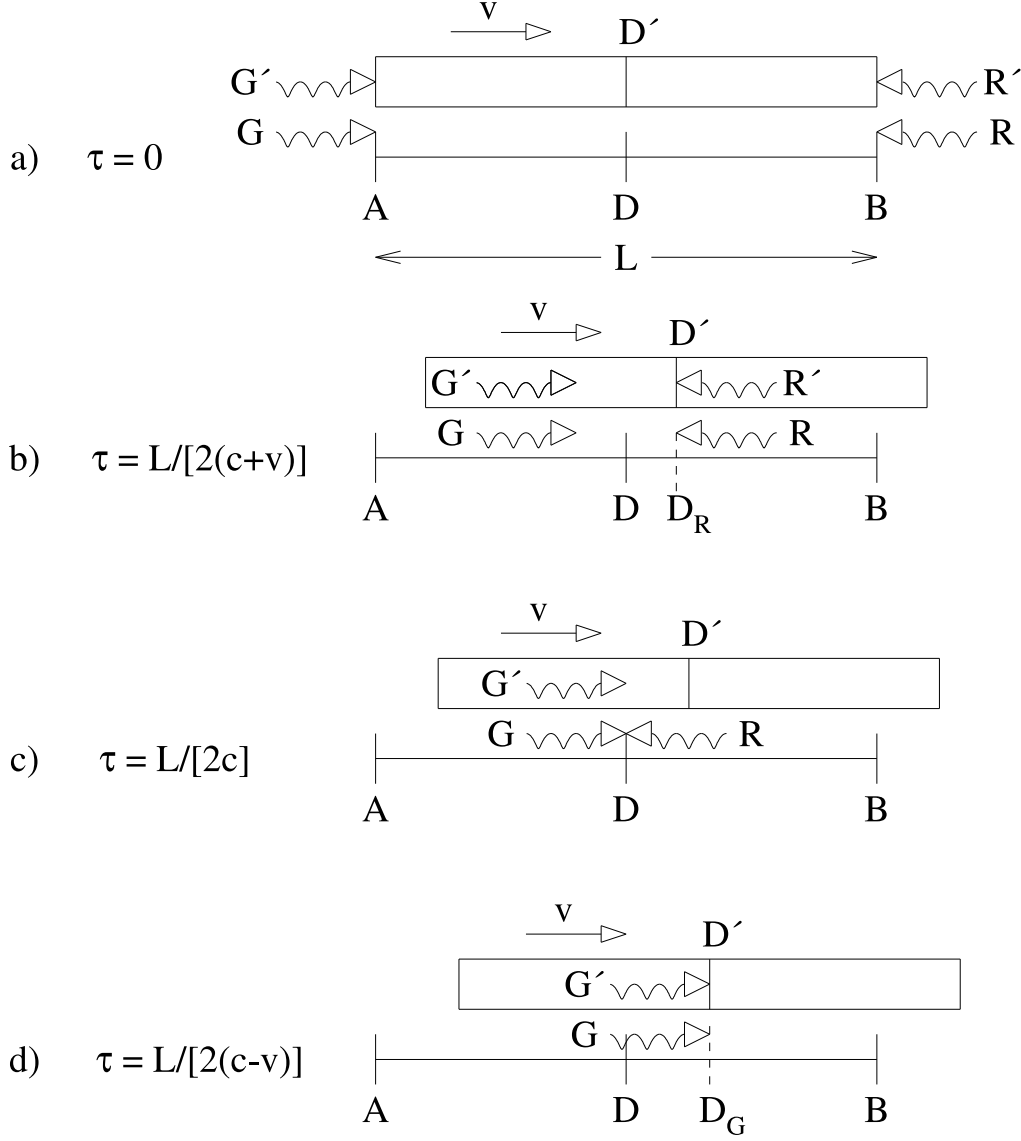 v
D´
G´ R´
G R
a) τ = 0
A D B
L
v
D´
G´ R´
G R
b) τ = L/[2(c+v)]
A D D_R B
v
D´
G´
G R
c) τ = L/[2c]
A D B
v
D´
G´
G
d) τ = L/[2(c-v)]
A D D_G B